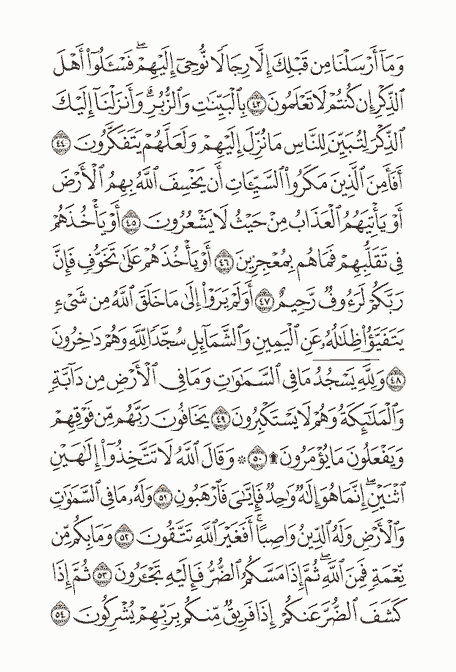 وَمَآ أَرْسَلْنَا مِن قَبْلِكَ إِلَّا رِجَالًا نُّوحِىٓ إِلَيْهِمْ ۖ فَسْـَٔلُوٓا۟ أَهْلَ
ٱلذِّكْرِ إِن كُنتُمْ لَا تَعْلَمُونَ ٤٣ بِٱلْبَيِّنَـٰتِ وَٱلزُّبُرِ ۗ وَأَنزَلْنَآ إِلَيْكَ
ٱلذِّكْرَ لِتُبَيِّنَ لِلنَّاسِ مَا نُزِّلَ إِلَيْهِمْ وَلَعَلَّهُمْ يَتَفَكَّرُونَ ٤٤
أَفَأَمِنَ ٱلَّذِينَ مَكَرُوا۟ ٱلسَّيِّـَٔاتِ أَن يَخْسِفَ ٱللَّهُ بِهِمُ ٱلْأَرْضَ
أَوْ يَأْتِيَهُمُ ٱلْعَذَابُ مِنْ حَيْثُ لَا يَشْعُرُونَ ٤٥ أَوْ يَأْخُذَهُمْ
فِى تَقَلُّبِهِمْ فَمَا هُم بِمُعْجِزِينَ ٤٦ أَوْ يَأْخُذَهُمْ عَلَىٰ تَخَوُّفٍ فَإِنَّ
رَبَّكُمْ لَرَءُوفٌ رَّحِيمٌ ٤٧ أَوَلَمْ يَرَوْا۟ إِلَىٰ مَا خَلَقَ ٱللَّهُ مِن شَىْءٍ
يَتَفَيَّؤُا۟ ظِلَـٰلُهُۥ عَنِ ٱلْيَمِينِ وَٱلشَّمَآئِلِ سُجَّدًا لِّلَّهِ وَهُمْ دَٰخِرُونَ
٤٨ وَلِلَّهِ يَسْجُدُ مَا فِى ٱلسَّمَـٰوَٰتِ وَمَا فِى ٱلْأَرْضِ مِن دَآبَّةٍ
وَٱلْمَلَـٰٓئِكَةُ وَهُمْ لَا يَسْتَكْبِرُونَ ٤٩ يَخَافُونَ رَبَّهُم مِّن فَوْقِهِمْ
وَيَفْعَلُونَ مَا يُؤْمَرُونَ ۩ ٥٠ ۞ وَقَالَ ٱللَّهُ لَا تَتَّخِذُوٓا۟ إِلَـٰهَيْنِ
ٱثْنَيْنِ ۖ إِنَّمَا هُوَ إِلَـٰهٌ وَٰحِدٌ ۖ فَإِيَّـٰىَ فَٱرْهَبُونِ ٥١ وَلَهُۥ مَا فِى ٱلسَّمَـٰوَٰتِ
وَٱلْأَرْضِ وَلَهُ ٱلدِّينُ وَاصِبًا ۚ أَفَغَيْرَ ٱللَّهِ تَتَّقُونَ ٥٢ وَمَا بِكُم مِّن
نِّعْمَةٍ فَمِنَ ٱللَّهِ ۖ ثُمَّ إِذَا مَسَّكُمُ ٱلضُّرُّ فَإِلَيْهِ تَجْـَٔرُونَ ٥٣ ثُمَّ إِذَا
كَشَفَ ٱلضُّرَّ عَنكُمْ إِذَا فَرِيقٌ مِّنكُم بِرَبِّهِمْ يُشْرِكُونَ ٥٤